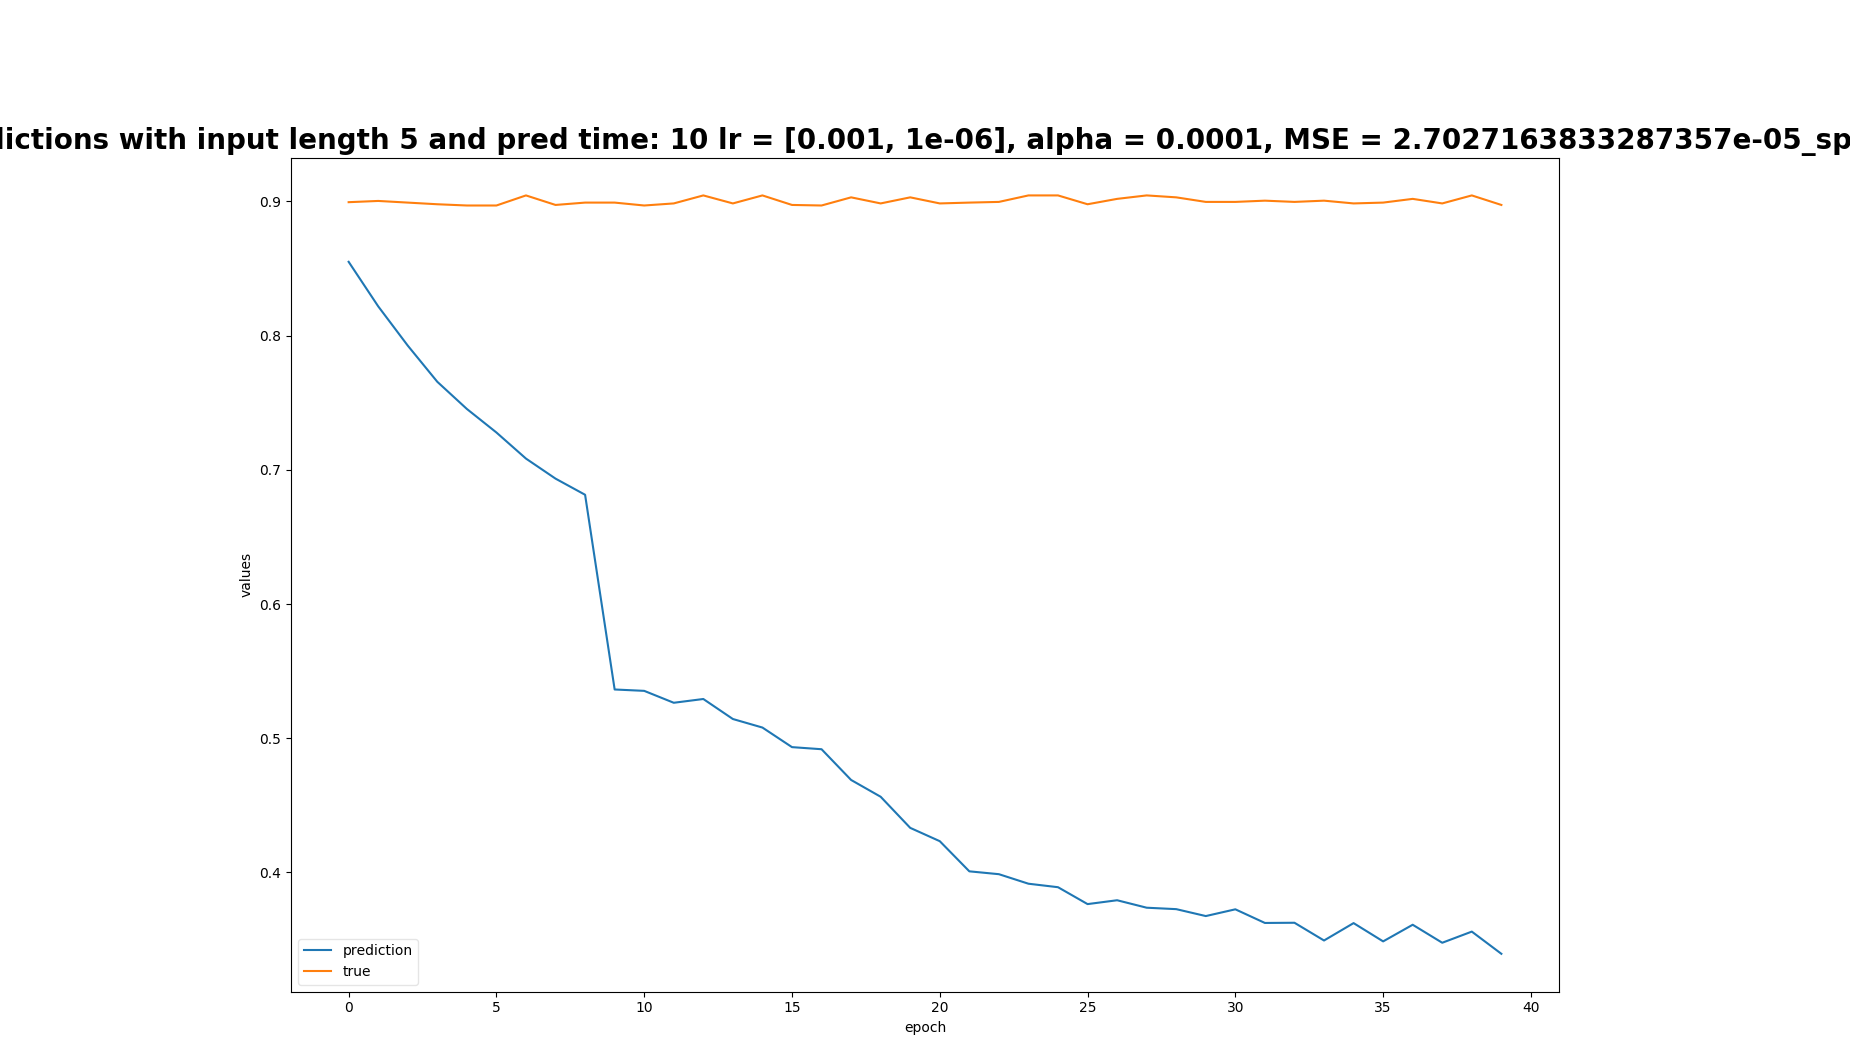 dictions with input length 5 and pred time: 10 lr = [0.001, 1e-06], alpha = 0.0001, MSE = 2.7027163833287357e-05_sp
0.9
0.8
0.7
0.6
0.5
0.4
values
prediction
true
0 5 10 15 20 25 30 35 40
epoch